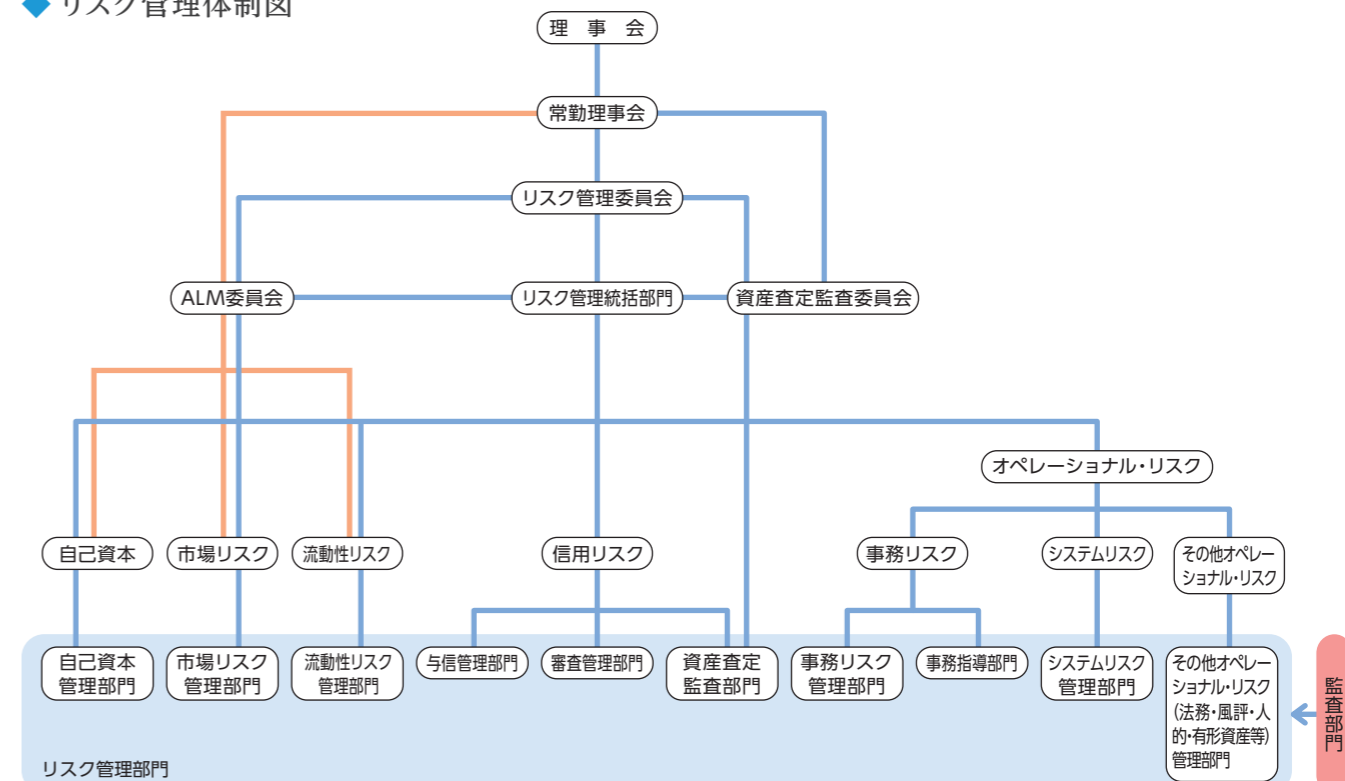 ◆ リスク管理体制図
理 事 会
常勤理事会
リスク管理委員会
ALM委員会
リスク管理統括部門
資産査定監査委員会
オペレーショナル・リスク
自己資本
市場リスク
流動性リスク
信用リスク
事務リスク
システムリスク
その他オペレー
ショナル・リスク
自己資本
管理部門
市場リスク
管理部門
流動性リスク
管理部門
与信管理部門
審査管理部門
資産査定
監査部門
事務リスク
管理部門
事務指導部門
システムリスク
管理部門
その他オペレー
ショナル・リスク
(法務・風評・人
的・有形資産等)
管理部門
監査部門
リスク管理部門